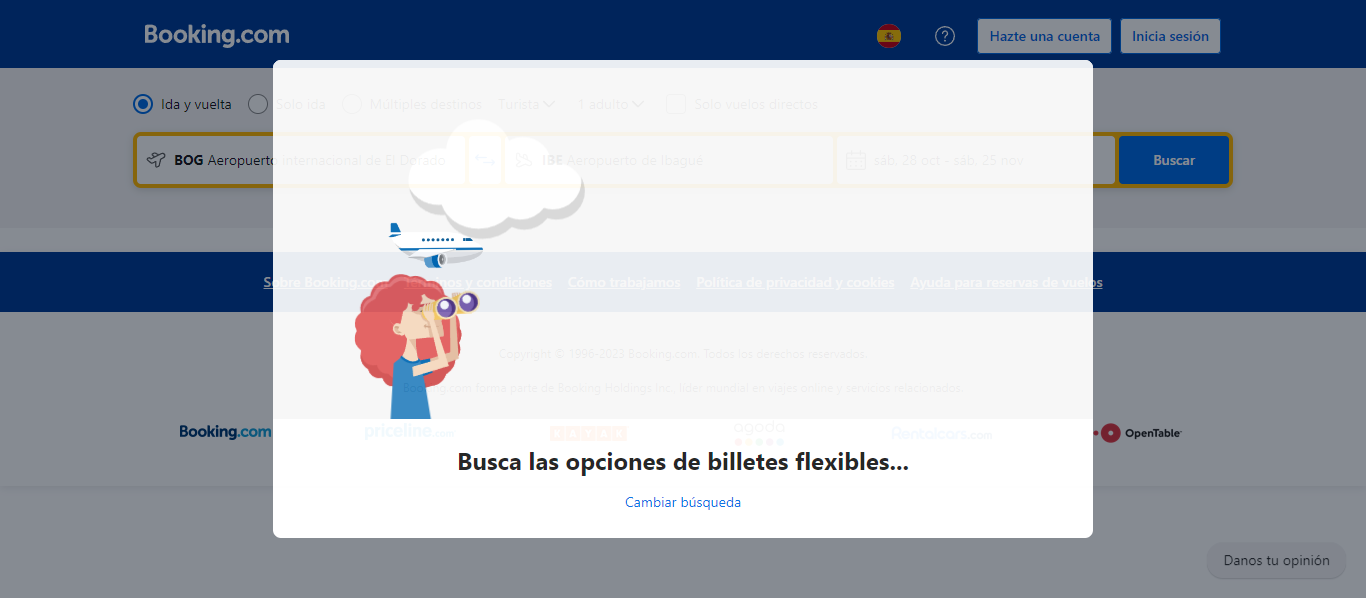 Booking.com
? Hazte una cuenta Inicia sesión
Ida y vuelta Solo ida Múltiples destinos Turista 1 adulto Solo vuelos directos
BOG Aeropuerto internacional de El Dorado IBE Aeropuerto de Ibagué sáb, 28 oct - sáb, 25 nov Buscar
Sobre Booking.co y condiciones Cómo trabajamos Política de privacidad y cookies Ayuda para reservas de vuelos
Copyright © 1996-2023 Booking.com. Todos los derechos reservados.
Booking.com forma parte de Booking Holdings Inc., líder mundial en viajes online y servicios relacionados.
Booking.com priceline.com KAYAK agoda Rentalcars.com OpenTable
Busca las opciones de billetes flexibles...
Cambiar búsqueda
Danos tu opinión